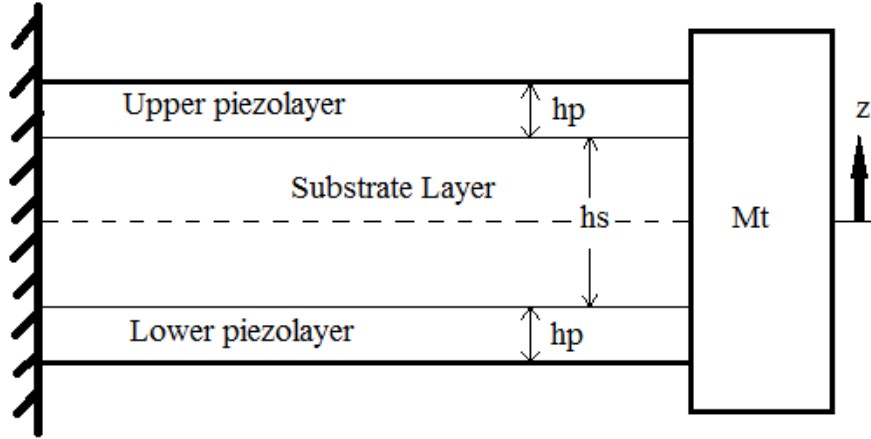 Upper piezolayer
hp
z
Substrate Layer
hs
Mt
Lower piezolayer
hp